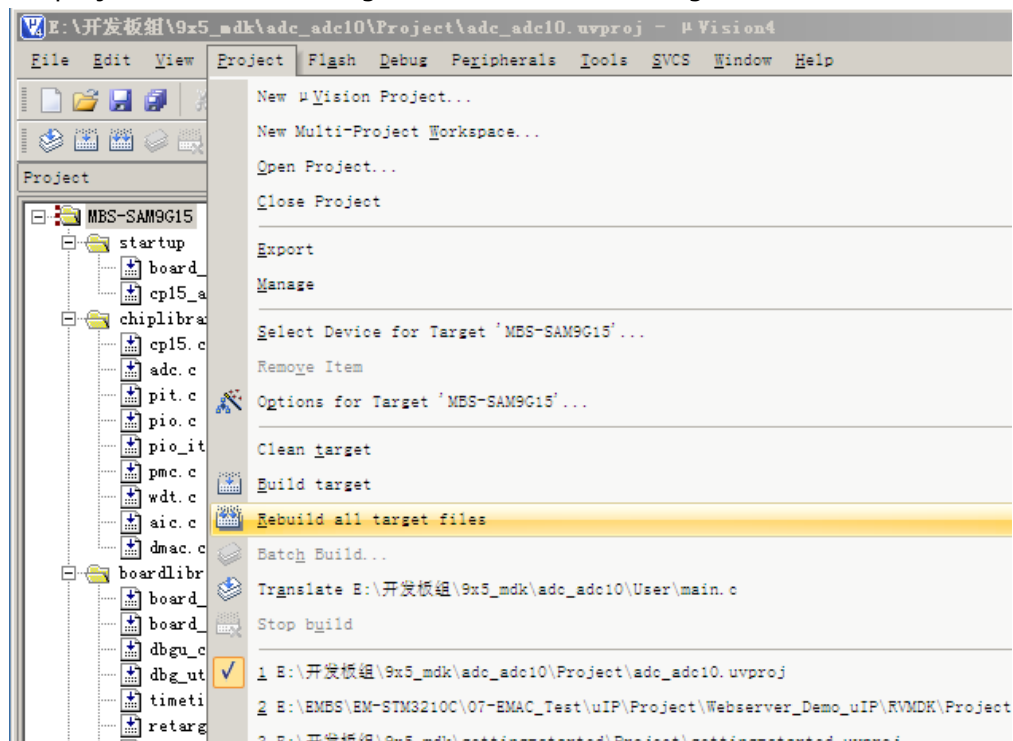 E:\开发板组\9x5_mdk\adc_adc10\Project\adc_adc10.uvproj - µVision4
File Edit View Project Flash Debug Peripherals Tools SVCS Window Help
New µVision Project...
New Multi-Project Workspace...
Open Project...
Close Project
Export
Manage
Select Device for Target 'MBS-SAM9G15'...
Remove Item
Options for Target 'MBS-SAM9G15'...
Clean target
Build target
Rebuild all target files
Batch Build...
Translate E:\开发板组\9x5_mdk\adc_adc10\User\main.c
Stop build
1 E:\开发板组\9x5_mdk\adc_adc10\Project\adc_adc10.uvproj
2 E:\EMBS\EM-STM3210C\07-EMAC_Test\uIP\Project\Webserver_Demo_uIP\RVMDK\Project
Project
MBS-SAM9G15
startup
board_
cp15_a
chiplibra
cp15.c
adc.c
pit.c
pio.c
pio_it
pmc.c
wdt.c
aic.c
dmac.c
boardlibr
board_
board_
dbgu_c
dbg_ut
timeti
retarg